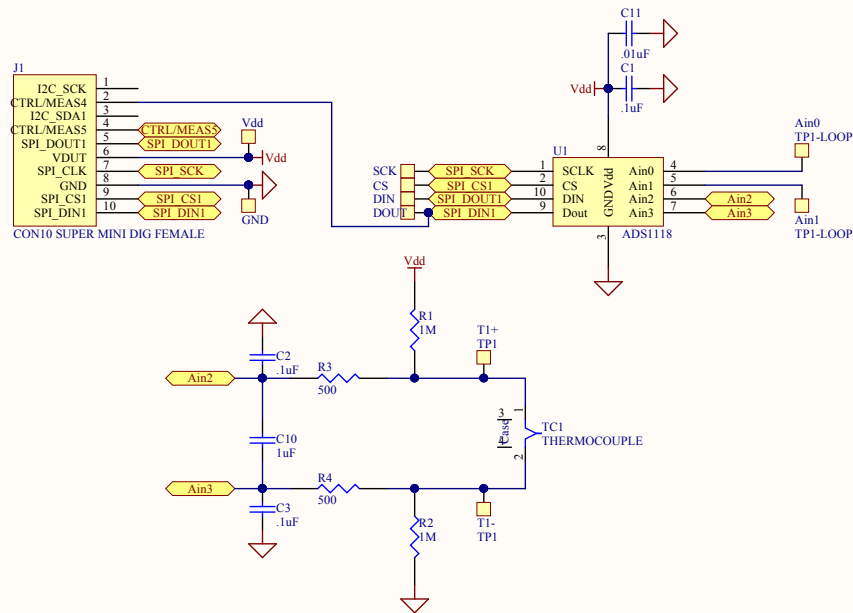 J1
I2C_SCK 1
CTRL/MEAS4 2
I2C_SDA1 3
CTRL/MEAS5 4 CTRL/MEAS5
SPI_DOUT1 5 SPI_DOUT1
VDUT 6
SPI_CLK 7 SPI_SCK
GND 8
SPI_CS1 9 SPI_CS1
SPI_DIN1 10 SPI_DIN1
CON10 SUPER MINI DIG FEMALE
Vdd
Vdd
GND
C11
.01uF
Vdd
C1
.1uF
U1
8
SCK SPI_SCK 1 SCLK
CS SPI_CS1 2 CS
DIN SPI_DOUT1 10 DIN
DOUT SPI_DIN1 9 Dout
Vdd
GND
Ain0 4
Ain1 5
Ain2 6 Ain2
Ain3 7 Ain3
3
ADS1118
Ain0
TP1-LOOP
Ain1
TP1-LOOP
Vdd
R1
1M
T1+
TP1
C2
.1uF
Ain2
R3
500
C10
1uF
3
Case
4
1
2
TC1
THERMOCOUPLE
Ain3
R4
500
C3
.1uF
R2
1M
T1-
TP1